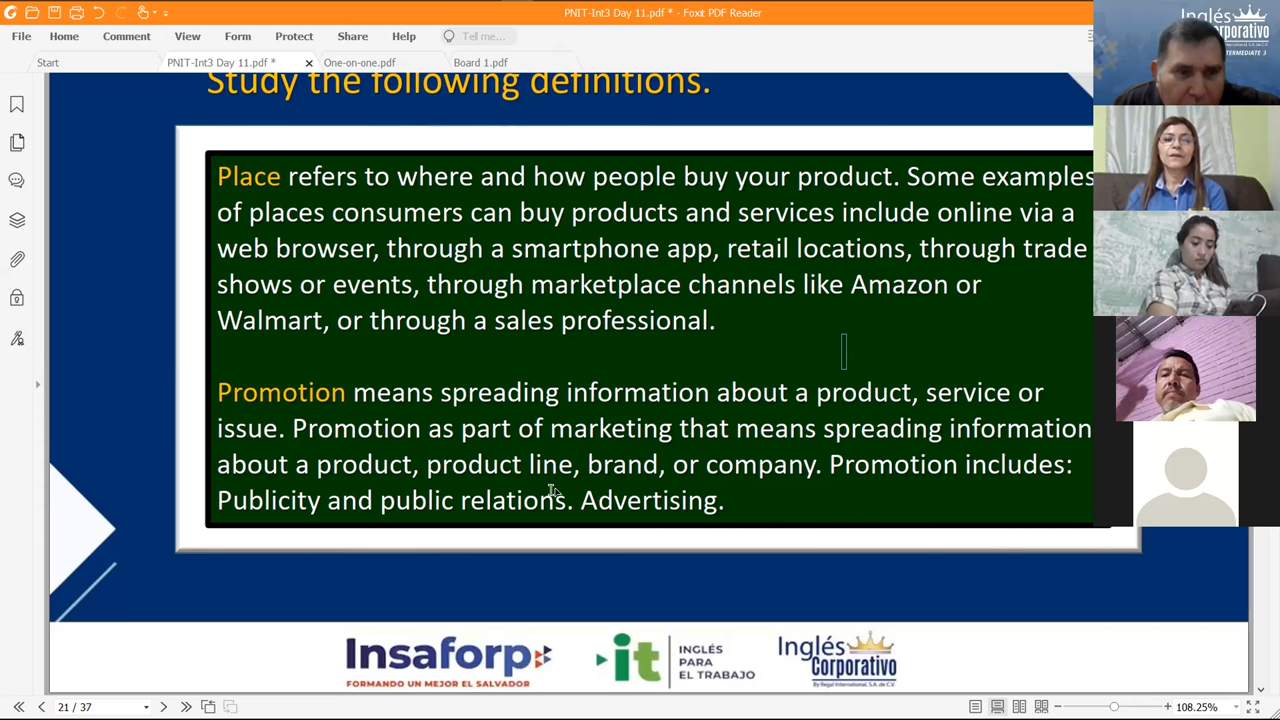 PNIT-Int3 Day 11.pdf * - Foxit PDF Reader
File Home Comment View Form Protect Share Help Tell me...
Start PNIT-Int3 Day 11.pdf * One-on-one.pdf Board 1.pdf
Inglés
Corporativo
INTERMEDIATE 3
Study the following definitions.
Place refers to where and how people buy your product. Some examples
of places consumers can buy products and services include online via a
web browser, through a smartphone app, retail locations, through trade
shows or events, through marketplace channels like Amazon or
Walmart, or through a sales professional.
Promotion means spreading information about a product, service or
issue. Promotion as part of marketing that means spreading information
about a product, product line, brand, or company. Promotion includes:
Publicity and public relations. Advertising.
Insaforp
FORMANDO UN MEJOR EL SALVADOR
it
INGLÉS
PARA
EL TRABAJO
Inglés
Corporativo
By Regal International, S.A. de C.V.
21 / 37
108.25%